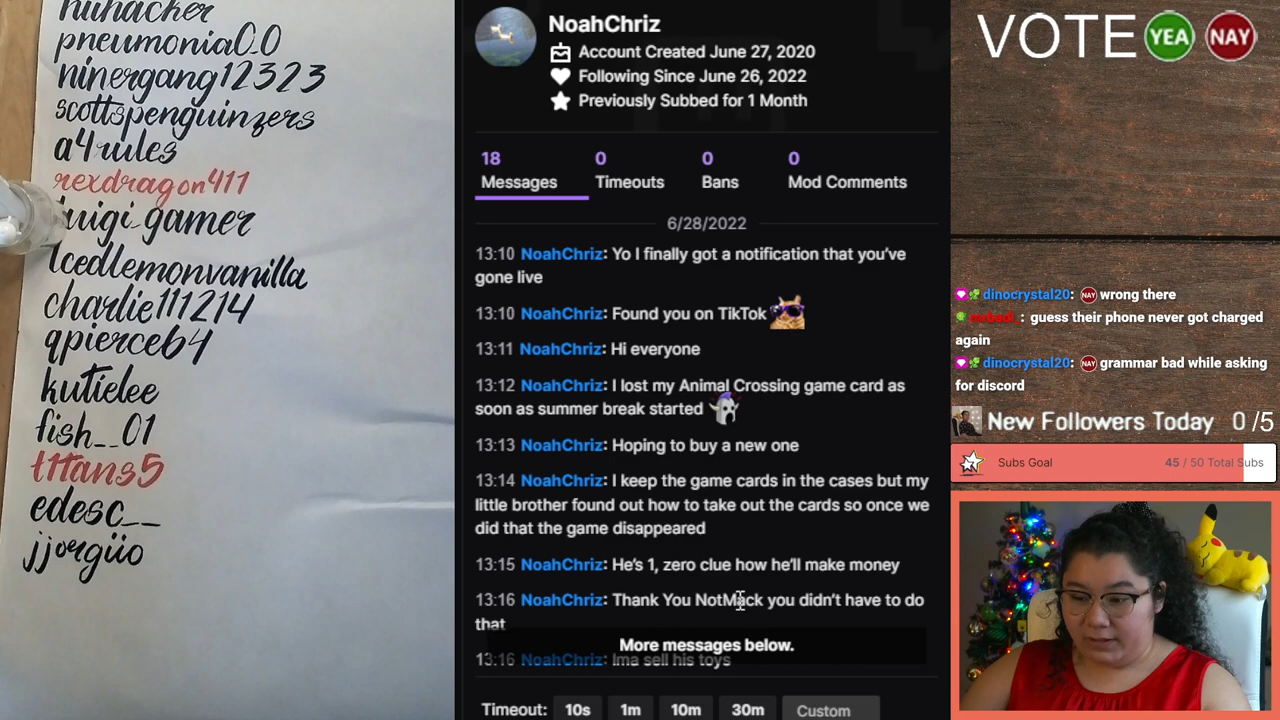 huhacker
pneumonia0.0
ninergang12323
scottspenguinzers
a4rules
rexdragon411
luigi_gamer
Icedlemonvanilla
charlie111214
qpierce64
kutielee
fish__01
t1tans5
edesc__
jjorgüo
NoahChriz
Account Created June 27, 2020
Following Since June 26, 2022
Previously Subbed for 1 Month
18 0 0 0
Messages Timeouts Bans Mod Comments
6/28/2022
13:10 NoahChriz: Yo I finally got a notification that you've
gone live
13:10 NoahChriz: Found you on TikTok
13:11 NoahChriz: Hi everyone
13:12 NoahChriz: I lost my Animal Crossing game card as
soon as summer break started
13:13 NoahChriz: Hoping to buy a new one
13:14 NoahChriz: I keep the game cards in the cases but my
little brother found out how to take out the cards so once we
did that the game disappeared
13:15 NoahChriz: He's 1, zero clue how he'll make money
13:16 NoahChriz: Thank You NotMack you didn't have to do
that
More messages below.
13:16 NoahChriz: Ima sell his toys
Timeout: 10s 1m 10m 30m Custom
VOTE YEA NAY
dinocrystal20: NAY wrong there
guess their phone never got charged
again
dinocrystal20: NAY grammar bad while asking
for discord
New Followers Today 0 /5
Subs Goal 45 / 50 Total Subs